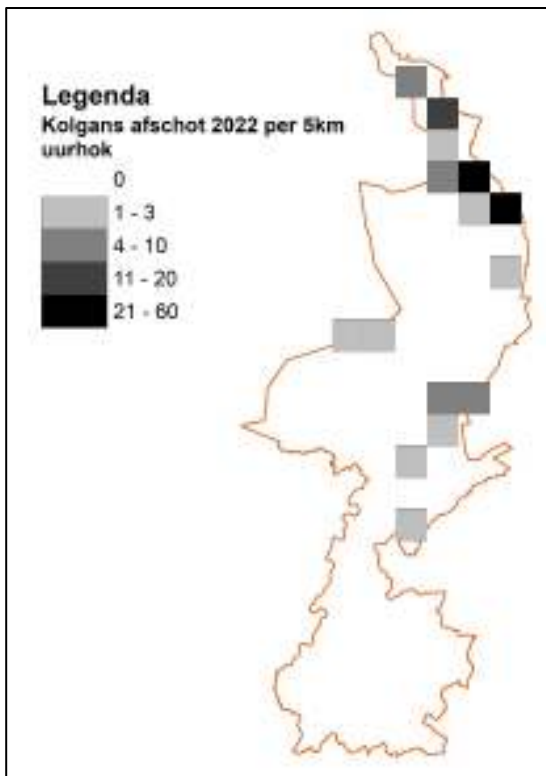 Legenda
Kolgans afschot 2022 per 5km
uurhok
0
1 - 3
4 - 10
11 - 20
21 - 60